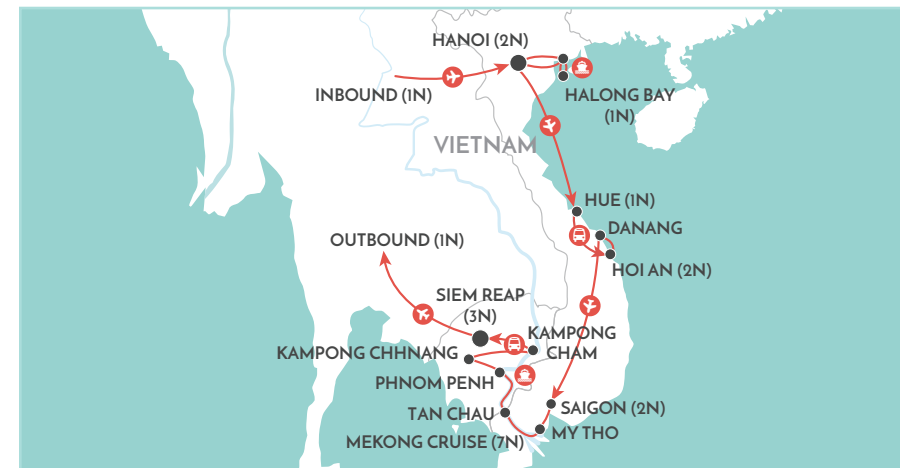 HANOI (2N)
INBOUND (1N)
HALONG BAY
(1N)
VIETNAM
HUE (1N)
DANANG
OUTBOUND (1N)
HOI AN (2N)
SIEM REAP
(3N)
KAMPONG
CHAM
KAMPONG CHHNANG
PHNOM PENH
TAN CHAU
SAIGON (2N)
MY THO
MEKONG CRUISE (7N)